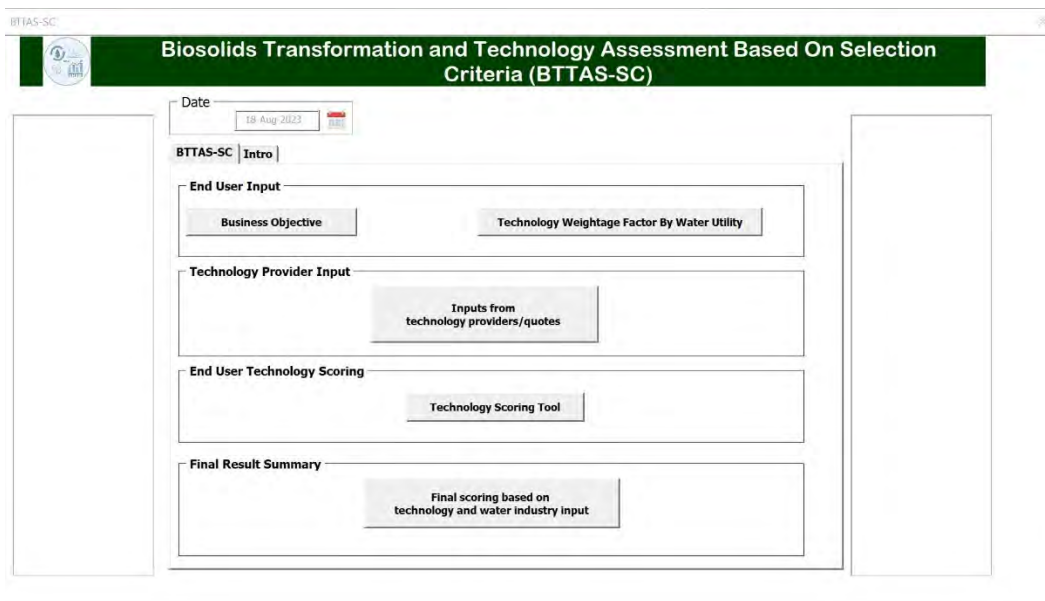 BTTAS-SC
Biosolids Transformation and Technology Assessment Based On Selection
Criteria (BTTAS-SC)
Date
18-Aug-2023
BTTAS-SC
Intro
End User Input
Business Objective
Technology Weightage Factor By Water Utility
Technology Provider Input
Inputs from
technology providers/quotes
End User Technology Scoring
Technology Scoring Tool
Final Result Summary
Final scoring based on
technology and water industry input